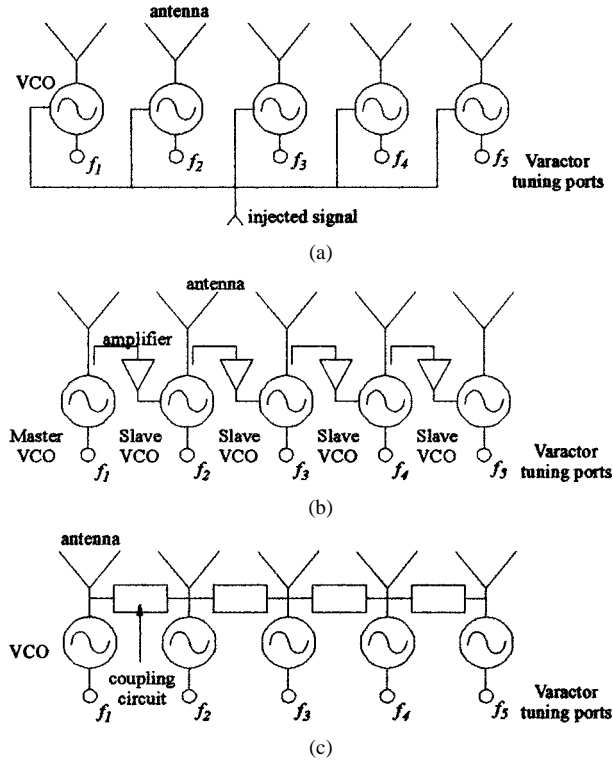 antenna
VCO
f1 f2 f3 f4 f5
Varactor
tuning ports
injected signal
(a)
antenna
amplifier
Master
VCO
Slave
VCO
Slave
VCO
Slave
VCO
Slave
VCO
f1 f2 f3 f4 f5
Varactor
tuning ports
(b)
antenna
VCO
coupling
circuit
f1 f2 f3 f4 f5
Varactor
tuning ports
(c)